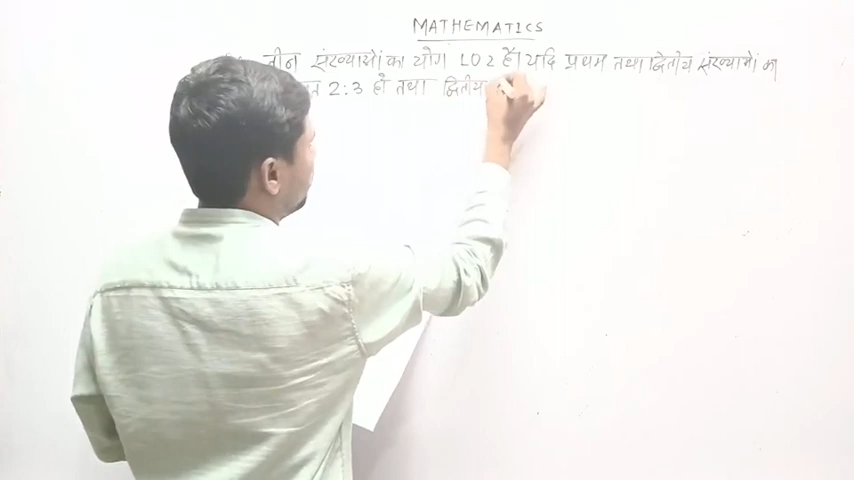 MATHEMATICS
तीन संख्याओं का योग 102 है। यदि प्रथम तथा द्वितीय संख्याओं का
2:3 हो तथा द्वितीय